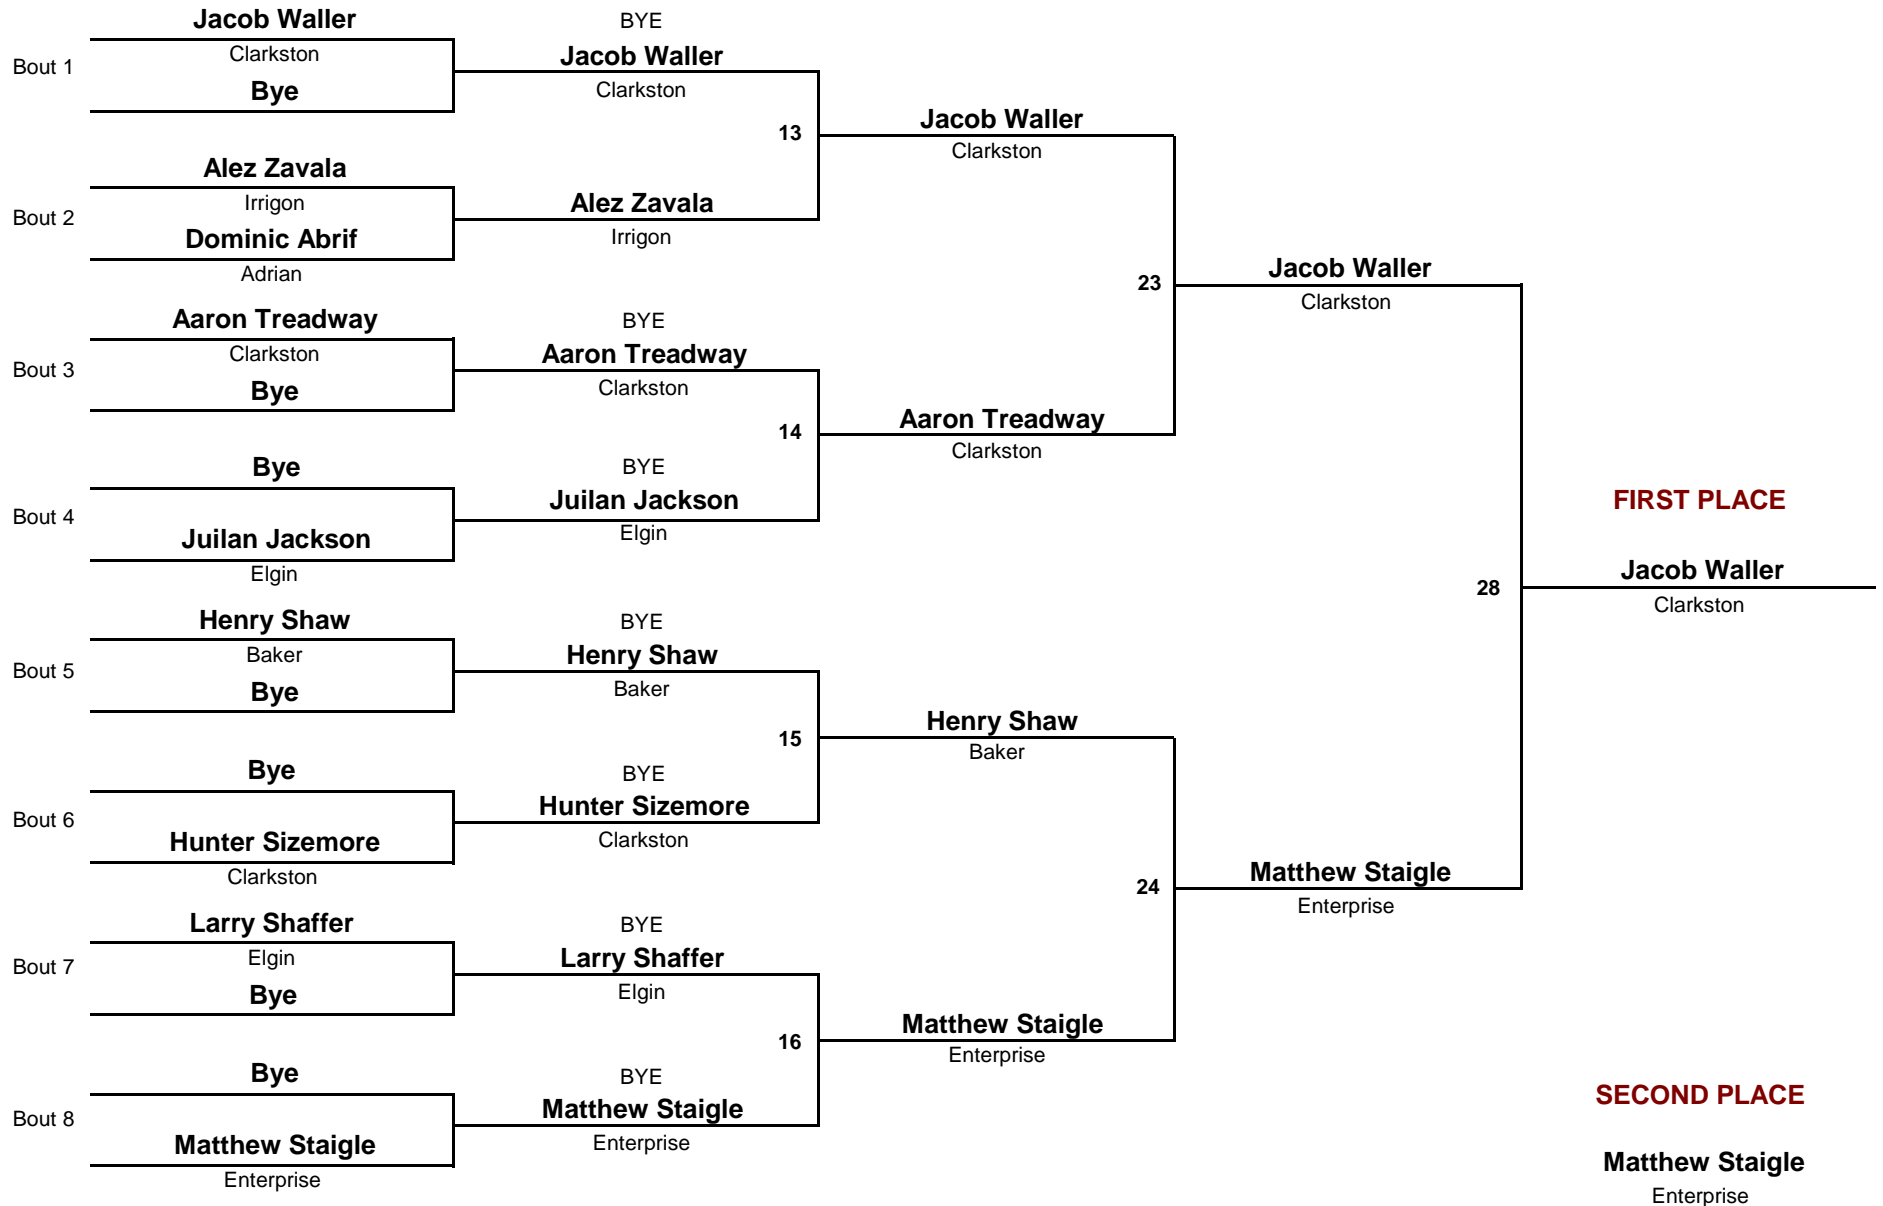 Jacob Waller
Clarkston
Bout 1
Bye
BYE
Jacob Waller
Clarkston
13
Jacob Waller
Clarkston
Alez Zavala
Irrigon
Bout 2
Dominic Abrif
Adrian
Alez Zavala
Irrigon
23
Jacob Waller
Clarkston
Aaron Treadway
Clarkston
Bout 3
Bye
BYE
Aaron Treadway
Clarkston
14
Aaron Treadway
Clarkston
Bye
Bout 4
Juilan Jackson
Elgin
BYE
Juilan Jackson
Elgin
FIRST PLACE
28
Jacob Waller
Clarkston
Henry Shaw
Baker
Bout 5
Bye
BYE
Henry Shaw
Baker
15
Henry Shaw
Baker
Bye
Bout 6
Hunter Sizemore
Clarkston
BYE
Hunter Sizemore
Clarkston
24
Matthew Staigle
Enterprise
Larry Shaffer
Elgin
Bout 7
Bye
BYE
Larry Shaffer
Elgin
16
Matthew Staigle
Enterprise
Bye
Bout 8
Matthew Staigle
Enterprise
BYE
Matthew Staigle
Enterprise
SECOND PLACE
Matthew Staigle
Enterprise